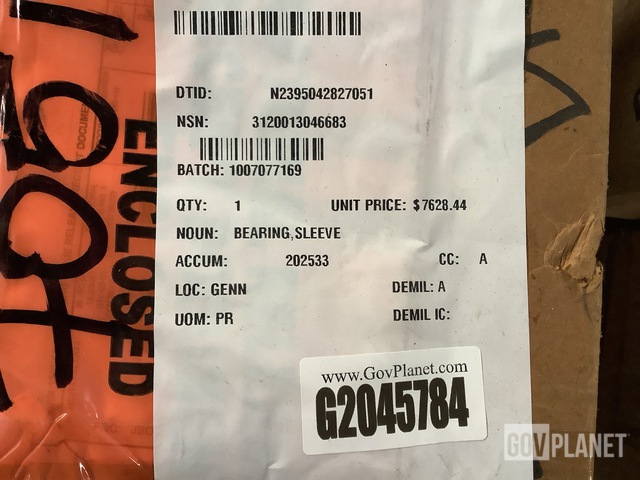 DTID: N2395042827051
NSN: 3120013046683
BATCH: 1007077169
QTY: 1 UNIT PRICE: $7628.44
NOUN: BEARING,SLEEVE
ACCUM: 202533 CC: A
LOC: GENN DEMIL: A
UOM: PR DEMIL IC:
www.GovPlanet.com
G2045784
ENCLOSED
GOVPLANET